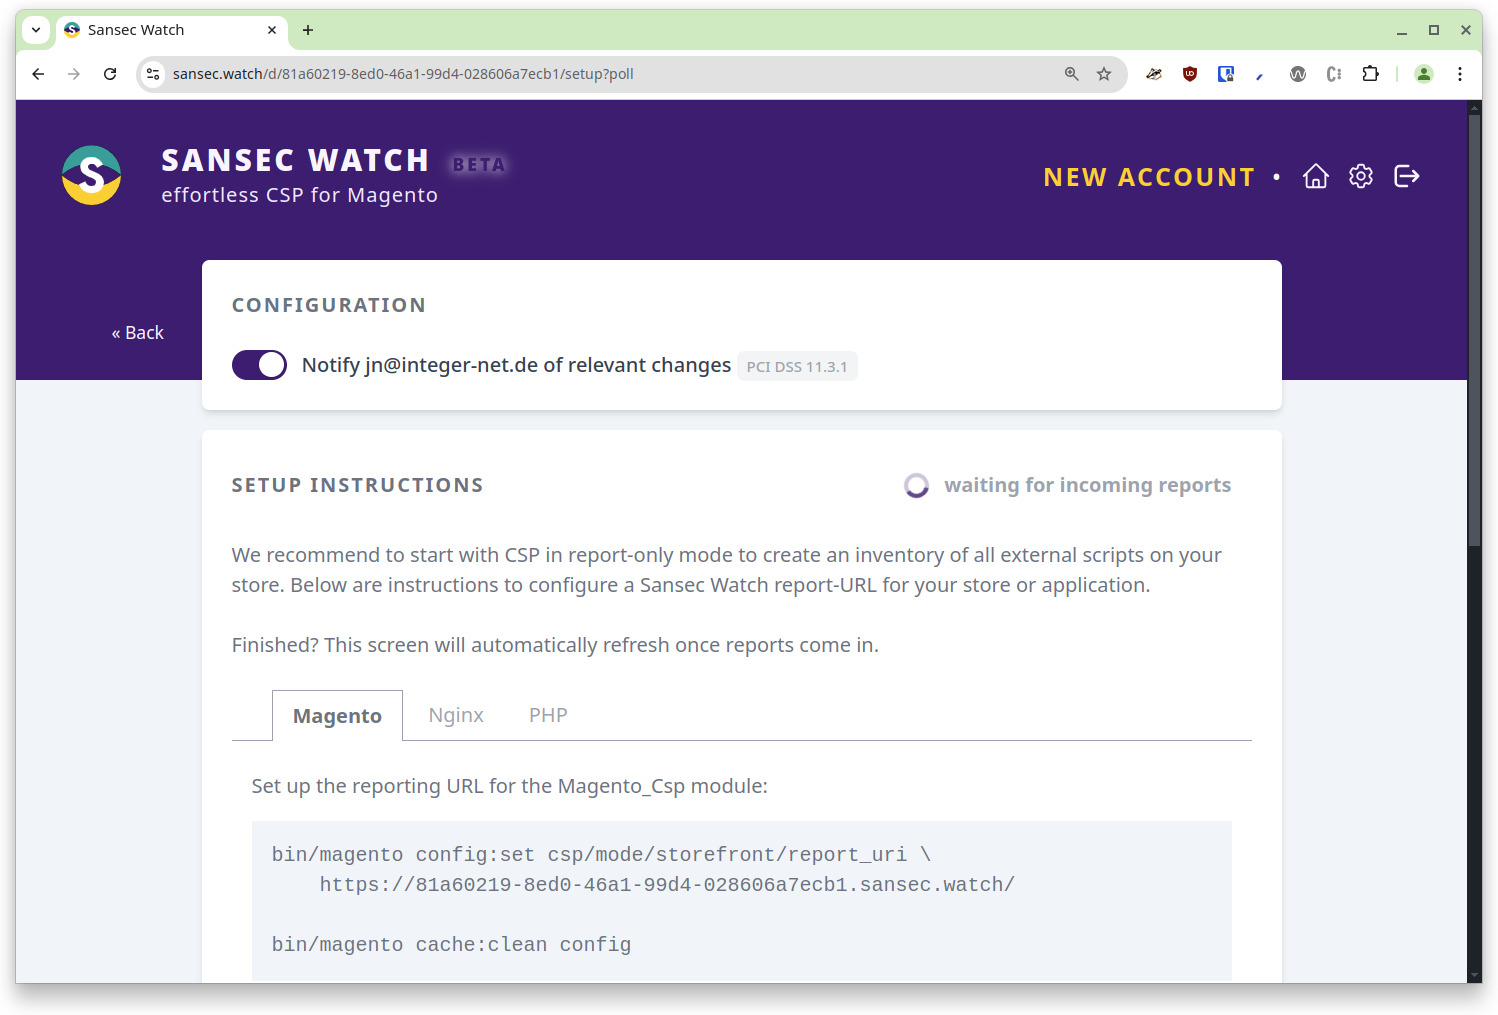 Sansec Watch
sansec.watch/d/81a60219-8ed0-46a1-99d4-028606a7ecb1/setup?poll
SANSEC WATCH BETA
effortless CSP for Magento
NEW ACCOUNT •
« Back
CONFIGURATION
Notify jn@integer-net.de of relevant changes PCI DSS 11.3.1
SETUP INSTRUCTIONS
waiting for incoming reports
We recommend to start with CSP in report-only mode to create an inventory of all external scripts on your
store. Below are instructions to configure a Sansec Watch report-URL for your store or application.
Finished? This screen will automatically refresh once reports come in.
Magento Nginx PHP
Set up the reporting URL for the Magento_Csp module:
bin/magento config:set csp/mode/storefront/report_uri \
https://81a60219-8ed0-46a1-99d4-028606a7ecb1.sansec.watch/
bin/magento cache:clean config